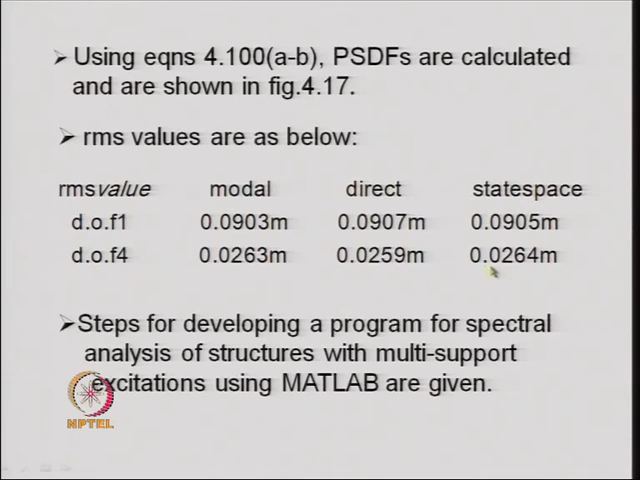 Using eqns 4.100(a-b), PSDFs are calculated
and are shown in fig.4.17.
rms values are as below:
rmsvalue modal direct statespace
d.o.f1 0.0903m 0.0907m 0.0905m
d.o.f4 0.0263m 0.0259m 0.0264m
Steps for developing a program for spectral
analysis of structures with multi-support
excitations using MATLAB are given.
NPTEL